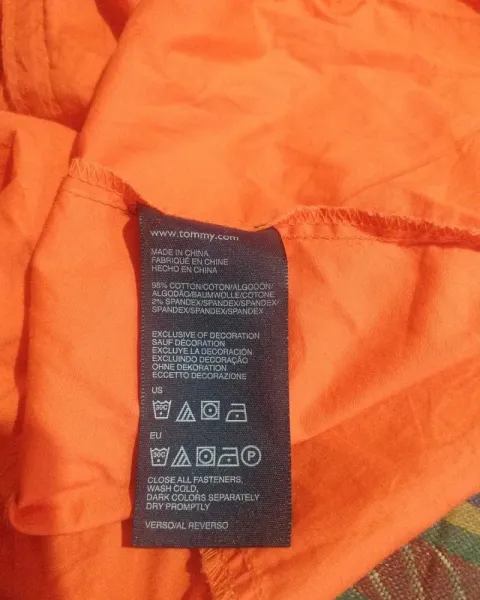 www.tommy.com
MADE IN CHINA
FABRIQUÉ EN CHINE
HECHO EN CHINA
98% COTTON/COTON/ALGODÓN/
ALGODÃO/BAUMWOLLE/COTONE
2% SPANDEX/SPANDEX/SPANDEX/
SPANDEX/SPANDEX/SPANDEX
EXCLUSIVE OF DECORATION
SAUF DÉCORATION
EXCLUYE LA DECORACIÓN
EXCLUINDO DECORAÇÃO
OHNE DEKORATION
ECCETTO DECORAZIONE
US
30C
EU
30C P
CLOSE ALL FASTENERS,
WASH COLD,
DARK COLORS SEPARATELY
DRY PROMPTLY
VERSO/AL REVERSO